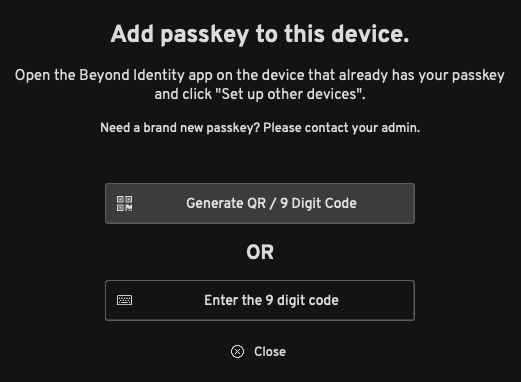 Add passkey to this device.
Open the Beyond Identity app on the device that already has your passkey
and click "Set up other devices".
Need a brand new passkey? Please contact your admin.
Generate QR / 9 Digit Code
OR
Enter the 9 digit code
Close